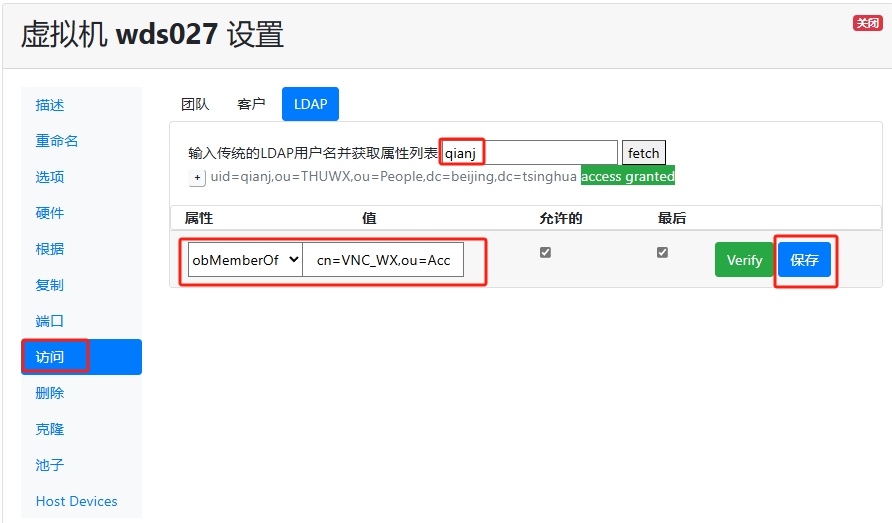 虚拟机 wds027 设置
关闭
描述
重命名
选项
硬件
根据
复制
端口
访问
删除
克隆
池子
Host Devices
团队 客户 LDAP
输入传统的LDAP用户名并获取属性列表 qianj fetch
+ uid=qianj,ou=THUWX,ou=People,dc=beijing,dc=tsinghua access granted
属性 值 允许的 最后
obMemberOf cn=VNC_WX,ou=Acc Verify 保存